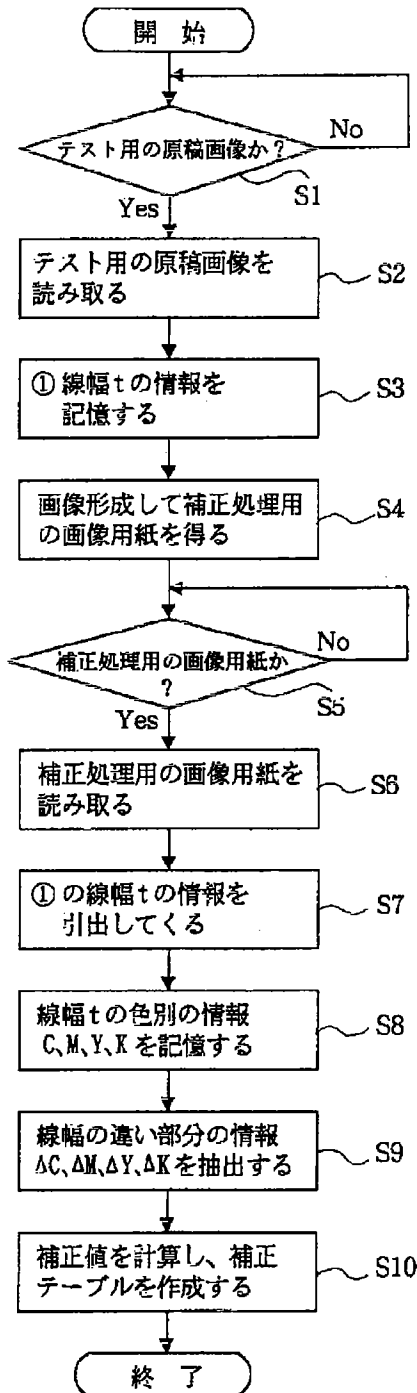 開 始
No
テスト用の原稿画像か？
S1
Yes
テスト用の原稿画像を
読み取る
S2
① 線幅tの情報を
記憶する
S3
画像形成して補正処理用
の画像用紙を得る
S4
No
補正処理用の画像用紙か
？
S5
Yes
補正処理用の画像用紙を
読み取る
S6
① の線幅tの情報を
引出してくる
S7
線幅tの色別の情報
C、M、Y、Kを記憶する
S8
線幅の違い部分の情報
ΔC、ΔM、ΔY、ΔKを抽出する
S9
補正値を計算し、補正
テーブルを作成する
S10
終 了